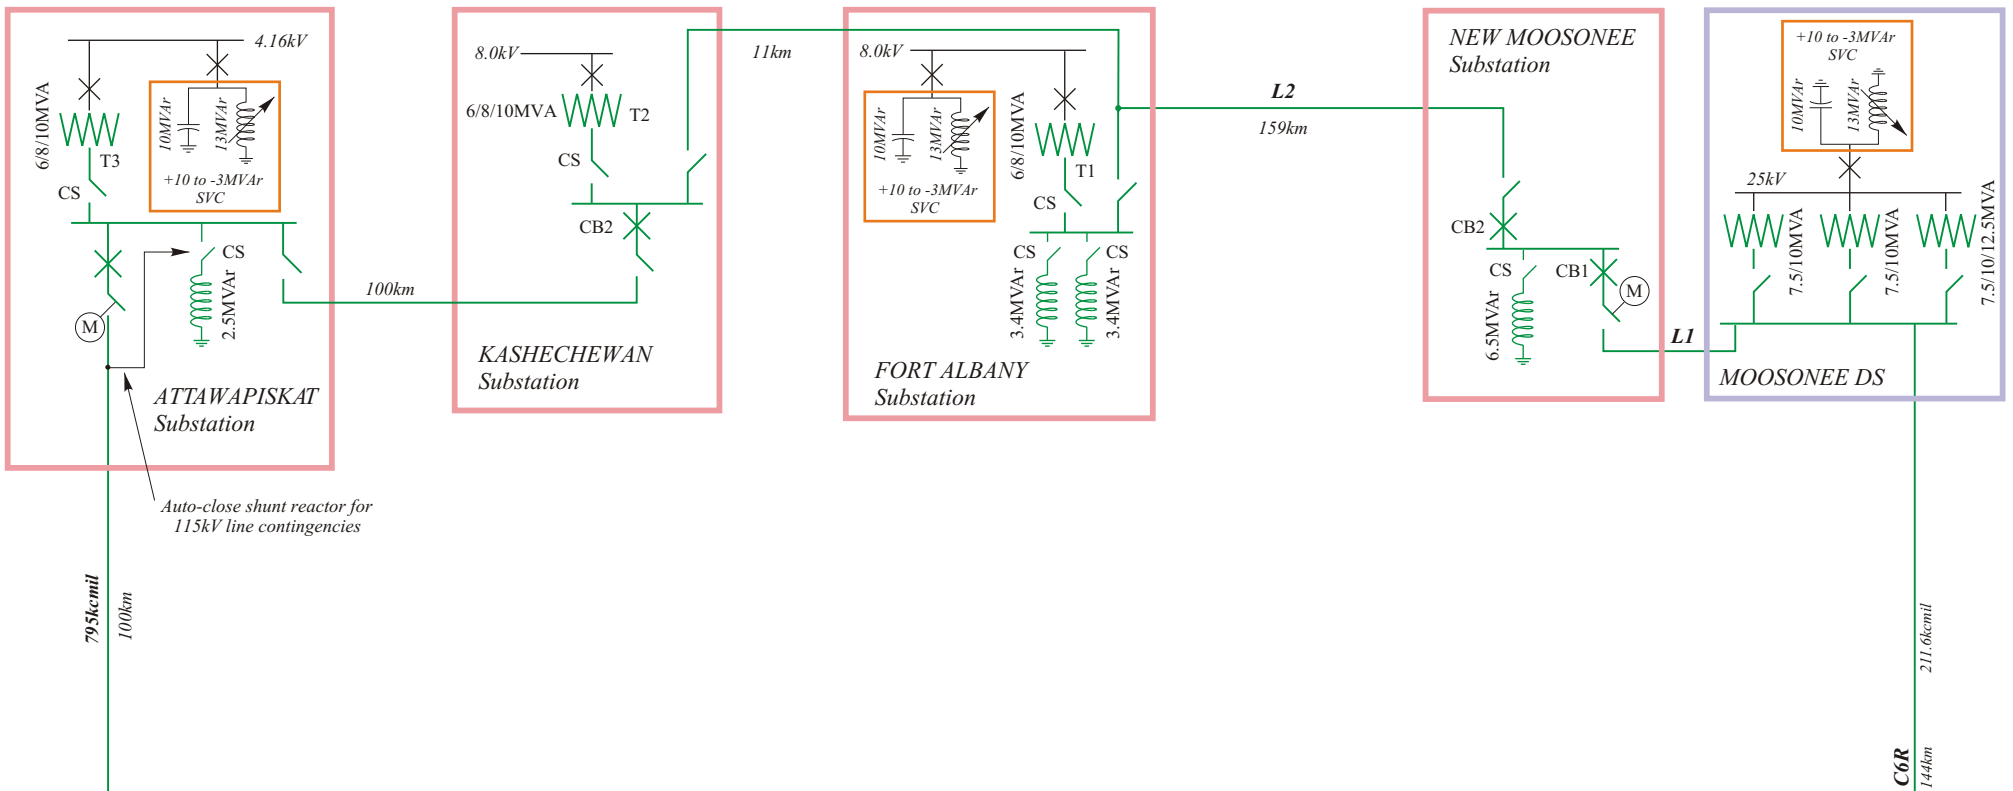 4.16kV
6/8/10MVA
T3
CS
10MVAr
13MVAr
+10 to -3MVAr
SVC
CS
2.5MVAr
M
ATTAWAPISKAT
Substation
Auto-close shunt reactor for
115kV line contingencies
795kcmil
100km
100km
8.0kV
6/8/10MVA
T2
CS
CB2
KASHECHEWAN
Substation
11km
8.0kV
10MVAr
13MVAr
+10 to -3MVAr
SVC
6/8/10MVA
T1
CS
CS
CS
3.4MVAr
3.4MVAr
FORT ALBANY
Substation
L2
159km
NEW MOOSONEE
Substation
CB2
CS
CB1
M
6.5MVAr
L1
+10 to -3MVAr
SVC
10MVAr
13MVAr
25kV
7.5/10MVA
7.5/10MVA
7.5/10/12.5MVA
MOOSONEE DS
211.6kcmil
C6R
144km